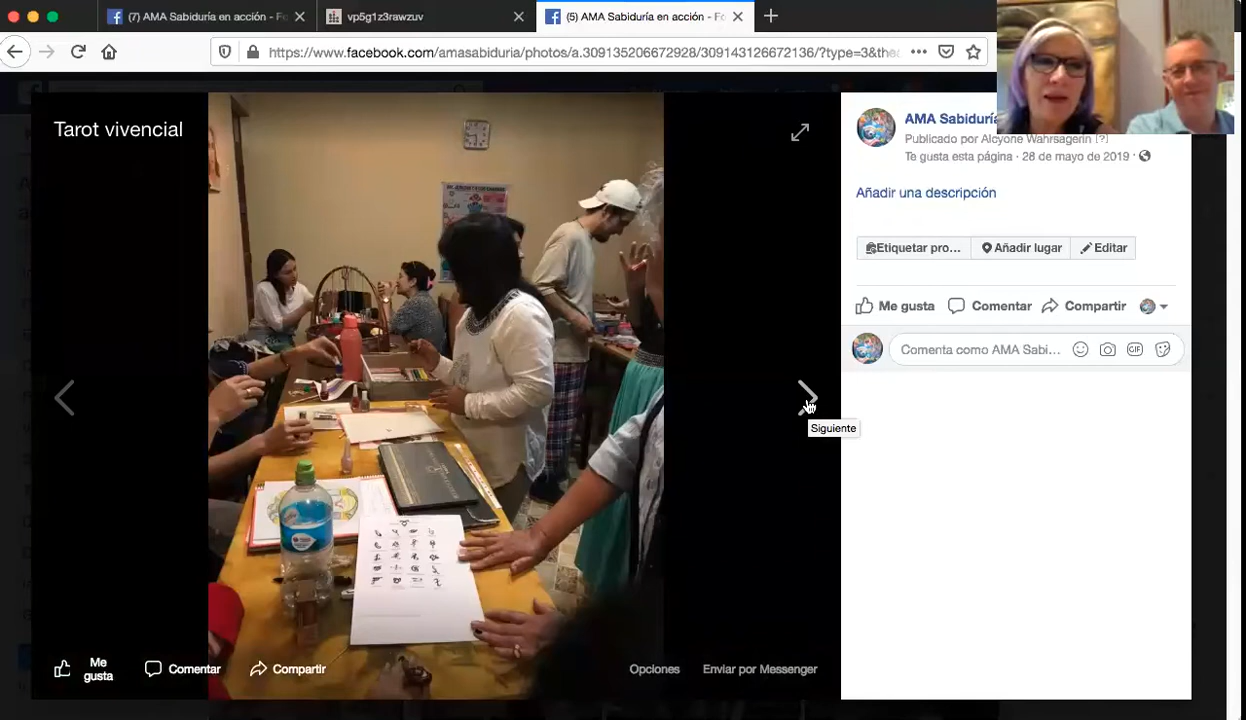 (7) AMA Sabiduría en acción - Fa
vp5g1z3rawzuv
(5) AMA Sabiduría en acción - Fa
https://www.facebook.com/amasabiduria/photos/a.309135206672928/309143126672136/?type=3&the
Tarot vivencial
AMA Sabiduría
Publicado por Alcyone Wahrsagerin [?]
Te gusta esta página · 28 de mayo de 2019 ·
Añadir una descripción
Etiquetar pro... Añadir lugar Editar
Me gusta Comentar Compartir
Comenta como AMA Sabi... GIF
Siguiente
Me gusta Comentar Compartir Opciones Enviar por Messenger